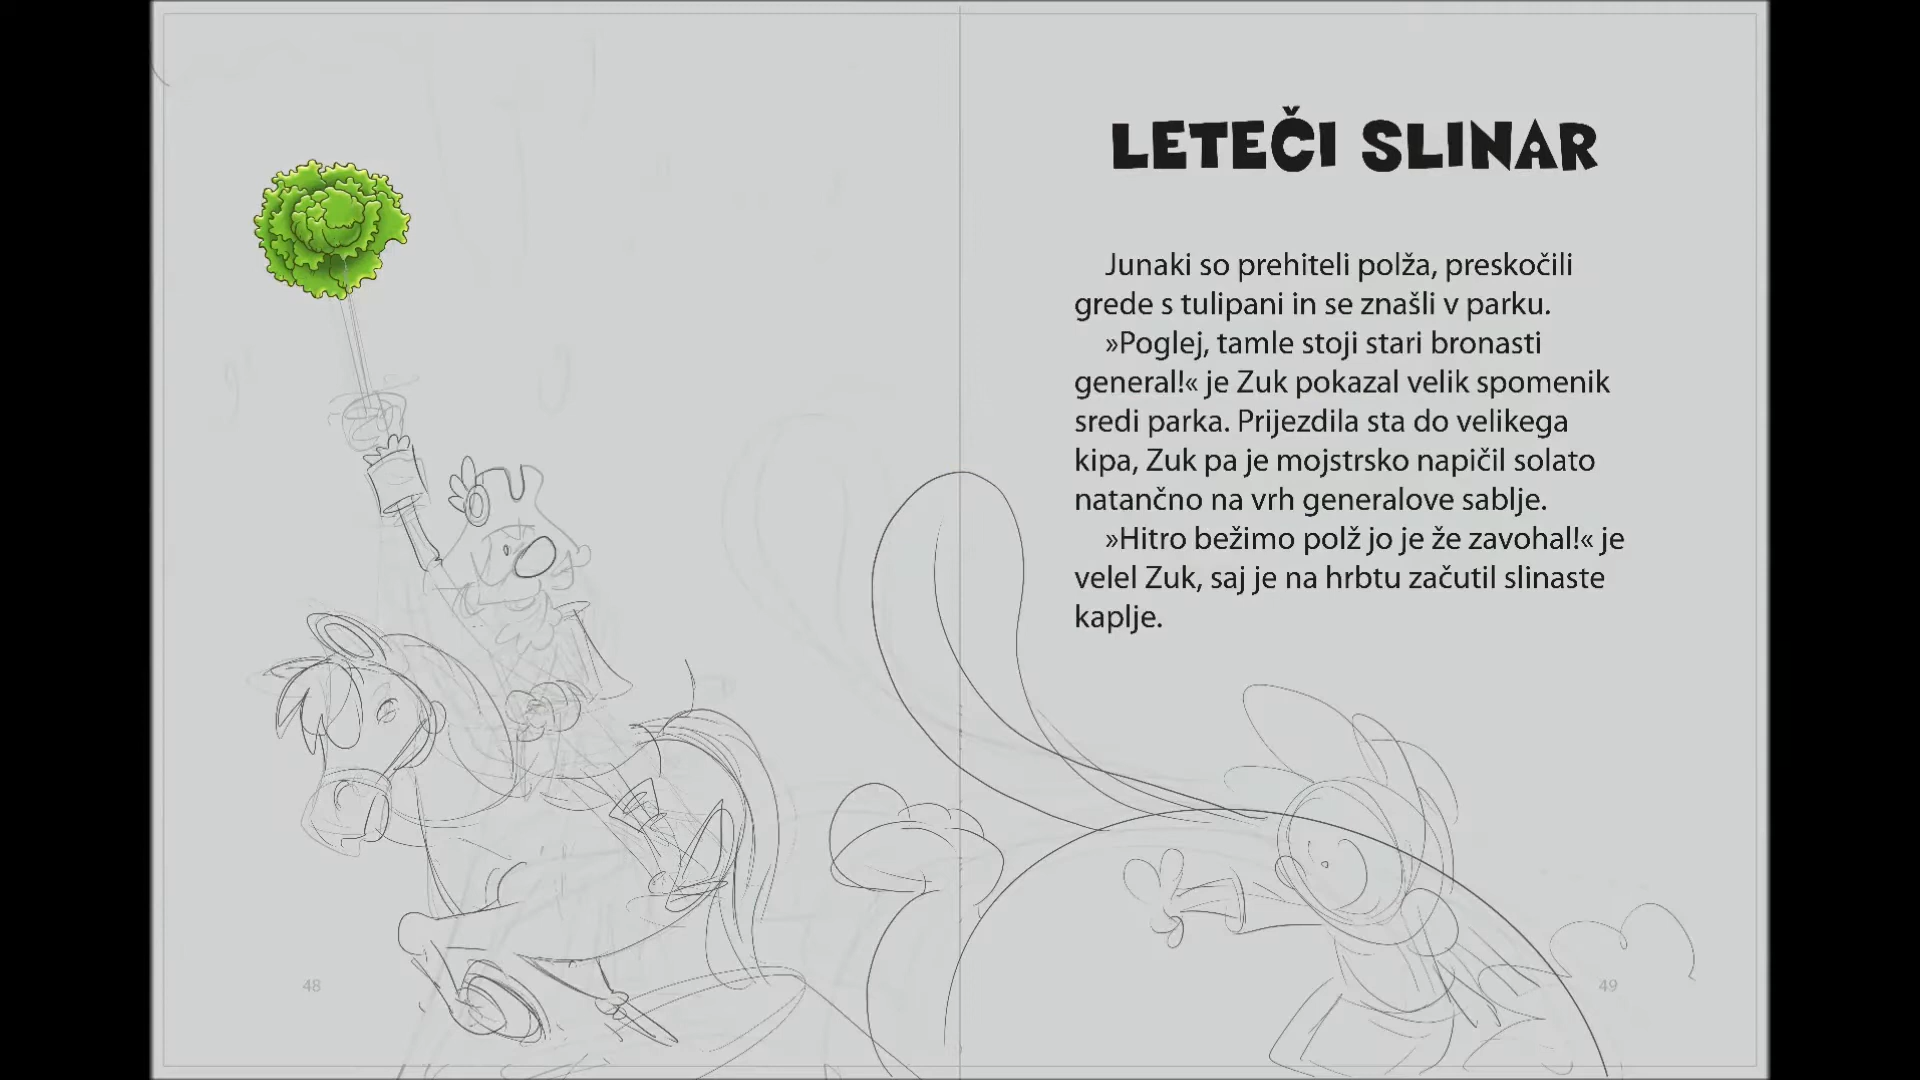 LETEČI SLINAR
Junaki so prehiteli polža, preskočili
grede s tulipani in se znašli v parku.
»Poglej, tamle stoji stari bronasti
general!« je Zuk pokazal velik spomenik
sredi parka. Prijezdila sta do velikega
kipa, Zuk pa je mojstrsko napičil solato
natančno na vrh generalove sablje.
»Hitro bežimo polž jo je že zavohal!« je
velel Zuk, saj je na hrbtu začutil slinaste
kaplje.
48
49